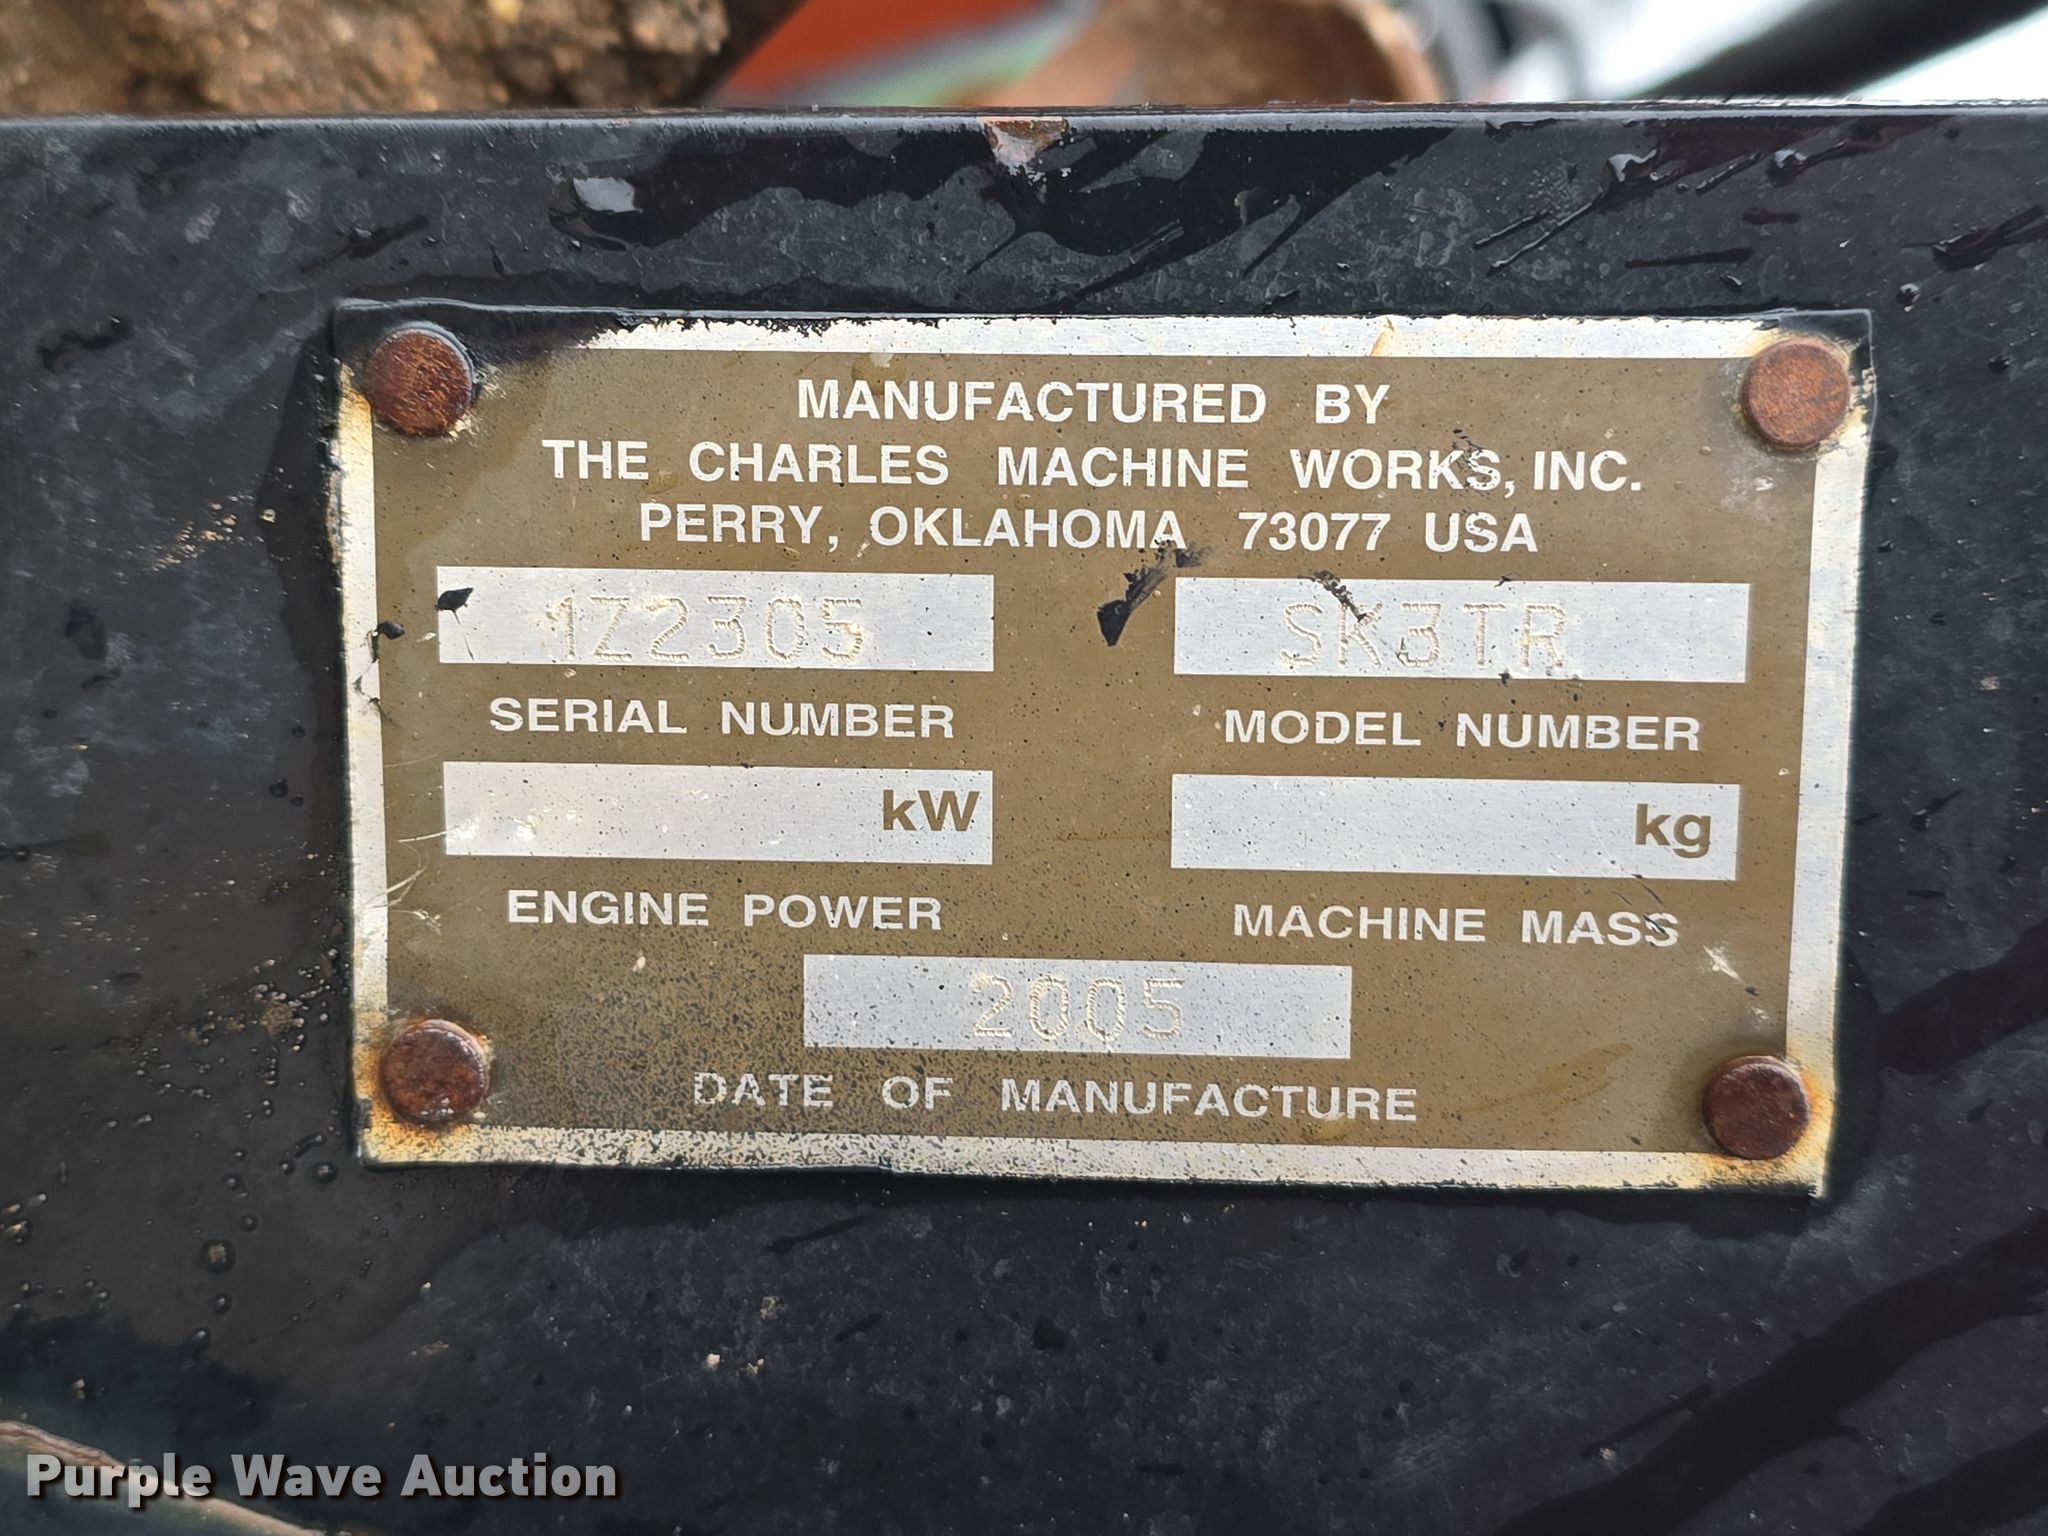 MANUFACTURED BY
THE CHARLES MACHINE WORKS, INC.
PERRY, OKLAHOMA 73077 USA
1Z2305 SK3TR
SERIAL NUMBER MODEL NUMBER
kW kg
ENGINE POWER MACHINE MASS
2005
DATE OF MANUFACTURE
Purple Wave Auction